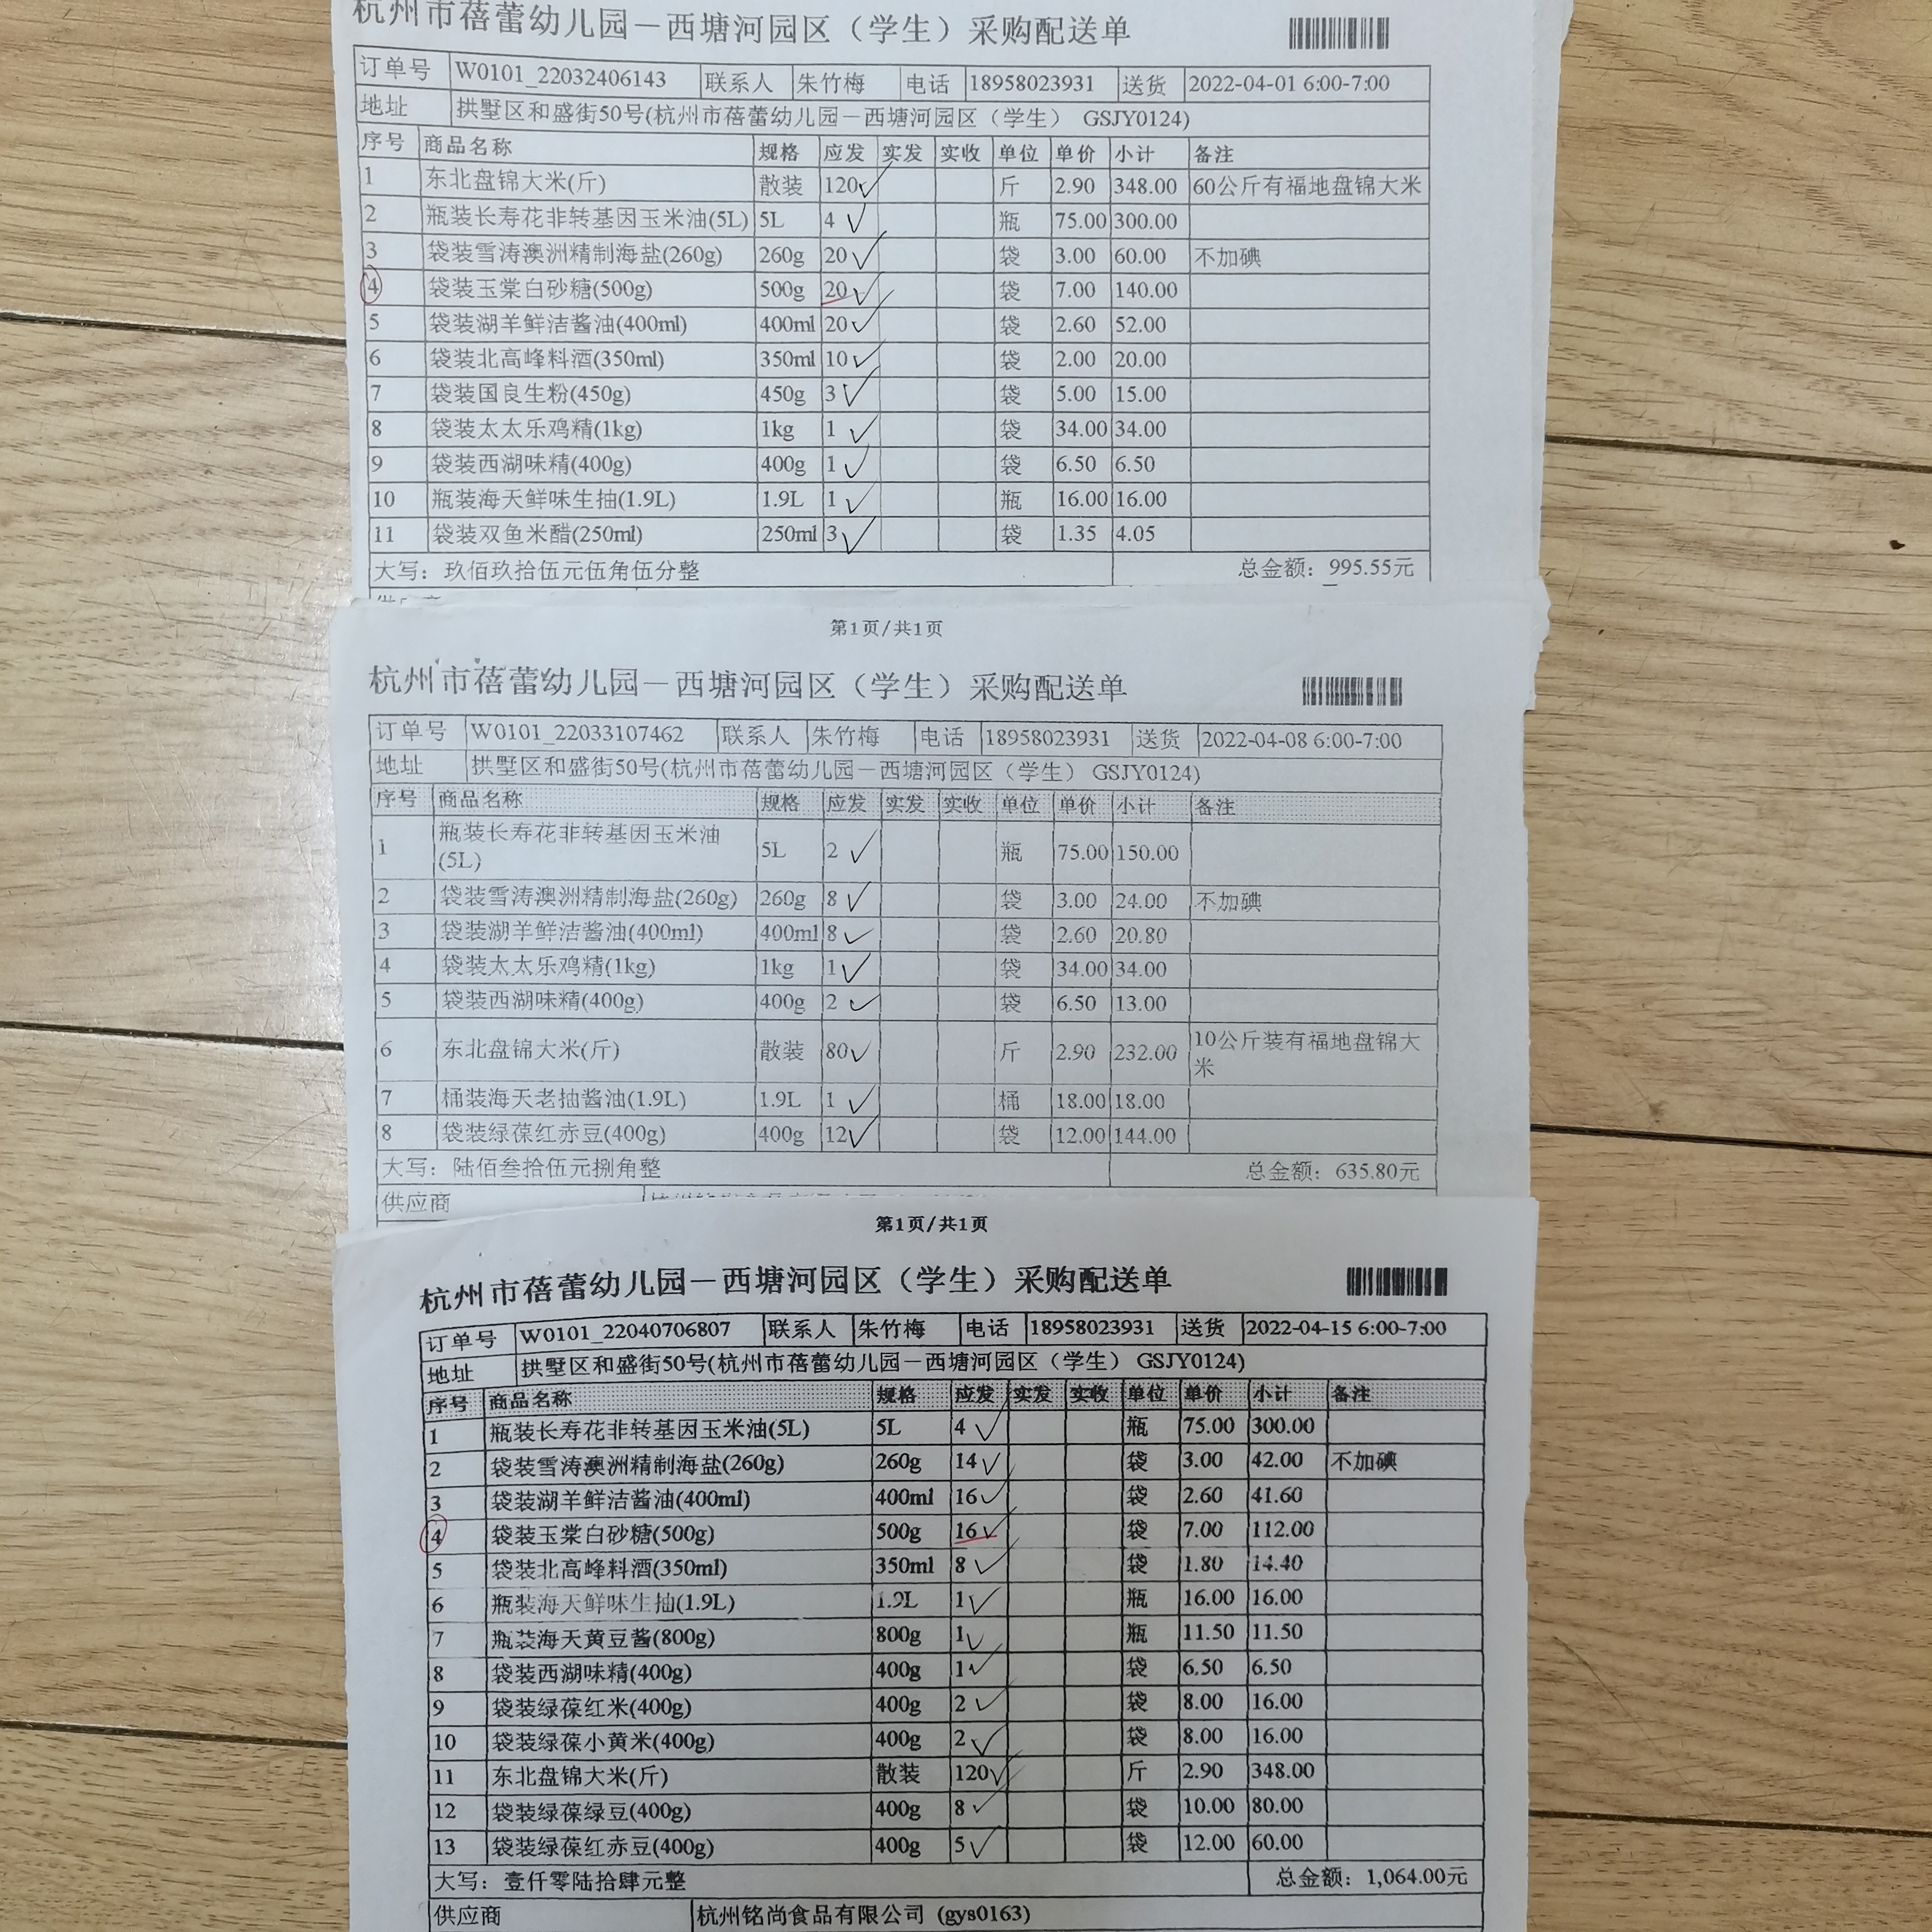 杭州市蓓蕾幼儿园－西塘河园区（学生）采购配送单
订单号 W0101_22032406143 联系人 朱竹梅 电话 18958023931 送货 2022-04-01 6:00-7:00
地址 拱墅区和盛街50号(杭州市蓓蕾幼儿园－西塘河园区（学生） GSJY0124)
序号 商品名称 规格 应发 实发 实收 单位 单价 小计 备注
1 东北盘锦大米(斤) 散装 120 斤 2.90 348.00 60公斤有福地盘锦大米
2 瓶装长寿花非转基因玉米油(5L) 5L 4 瓶 75.00 300.00
3 袋装雪涛澳洲精制海盐(260g) 260g 20 袋 3.00 60.00 不加碘
4 袋装玉棠白砂糖(500g) 500g 20 袋 7.00 140.00
5 袋装湖羊鲜洁酱油(400ml) 400ml 20 袋 2.60 52.00
6 袋装北高峰料酒(350ml) 350ml 10 袋 2.00 20.00
7 袋装国良生粉(450g) 450g 3 袋 5.00 15.00
8 袋装太太乐鸡精(1kg) 1kg 1 袋 34.00 34.00
9 袋装西湖味精(400g) 400g 1 袋 6.50 6.50
10 瓶装海天鲜味生抽(1.9L) 1.9L 1 瓶 16.00 16.00
11 袋装双鱼米醋(250ml) 250ml 3 袋 1.35 4.05
大写：玖佰玖拾伍元伍角伍分整 总金额：995.55元
第1页/共1页
杭州市蓓蕾幼儿园－西塘河园区（学生）采购配送单
订单号 W0101_22033107462 联系人 朱竹梅 电话 18958023931 送货 2022-04-08 6:00-7:00
地址 拱墅区和盛街50号(杭州市蓓蕾幼儿园－西塘河园区（学生） GSJY0124)
序号 商品名称 规格 应发 实发 实收 单位 单价 小计 备注
1 瓶装长寿花非转基因玉米油(5L) 5L 2 瓶 75.00 150.00
2 袋装雪涛澳洲精制海盐(260g) 260g 8 袋 3.00 24.00 不加碘
3 袋装湖羊鲜洁酱油(400ml) 400ml 8 袋 2.60 20.80
4 袋装太太乐鸡精(1kg) 1kg 1 袋 34.00 34.00
5 袋装西湖味精(400g) 400g 2 袋 6.50 13.00
6 东北盘锦大米(斤) 散装 80 斤 2.90 232.00 10公斤装有福地盘锦大米
7 桶装海天老抽酱油(1.9L) 1.9L 1 桶 18.00 18.00
8 袋装绿葆红赤豆(400g) 400g 12 袋 12.00 144.00
大写：陆佰叁拾伍元捌角整 总金额：635.80元
供应商
第1页/共1页
杭州市蓓蕾幼儿园－西塘河园区（学生）采购配送单
订单号 W0101_22040706807 联系人 朱竹梅 电话 18958023931 送货 2022-04-15 6:00-7:00
地址 拱墅区和盛街50号(杭州市蓓蕾幼儿园－西塘河园区（学生） GSJY0124)
序号 商品名称 规格 应发 实发 实收 单位 单价 小计 备注
1 瓶装长寿花非转基因玉米油(5L) 5L 4 瓶 75.00 300.00
2 袋装雪涛澳洲精制海盐(260g) 260g 14 袋 3.00 42.00 不加碘
3 袋装湖羊鲜洁酱油(400ml) 400ml 16 袋 2.60 41.60
4 袋装玉棠白砂糖(500g) 500g 16 袋 7.00 112.00
5 袋装北高峰料酒(350ml) 350ml 8 袋 1.80 14.40
6 瓶装海天鲜味生抽(1.9L) 1.9L 1 瓶 16.00 16.00
7 瓶装海天黄豆酱(800g) 800g 1 瓶 11.50 11.50
8 袋装西湖味精(400g) 400g 1 袋 6.50 6.50
9 袋装绿葆红米(400g) 400g 2 袋 8.00 16.00
10 袋装绿葆小黄米(400g) 400g 2 袋 8.00 16.00
11 东北盘锦大米(斤) 散装 120 斤 2.90 348.00
12 袋装绿葆绿豆(400g) 400g 8 袋 10.00 80.00
13 袋装绿葆红赤豆(400g) 400g 5 袋 12.00 60.00
大写：壹仟零陆拾肆元整 总金额：1,064.00元
供应商 杭州铭尚食品有限公司 (gys0163)